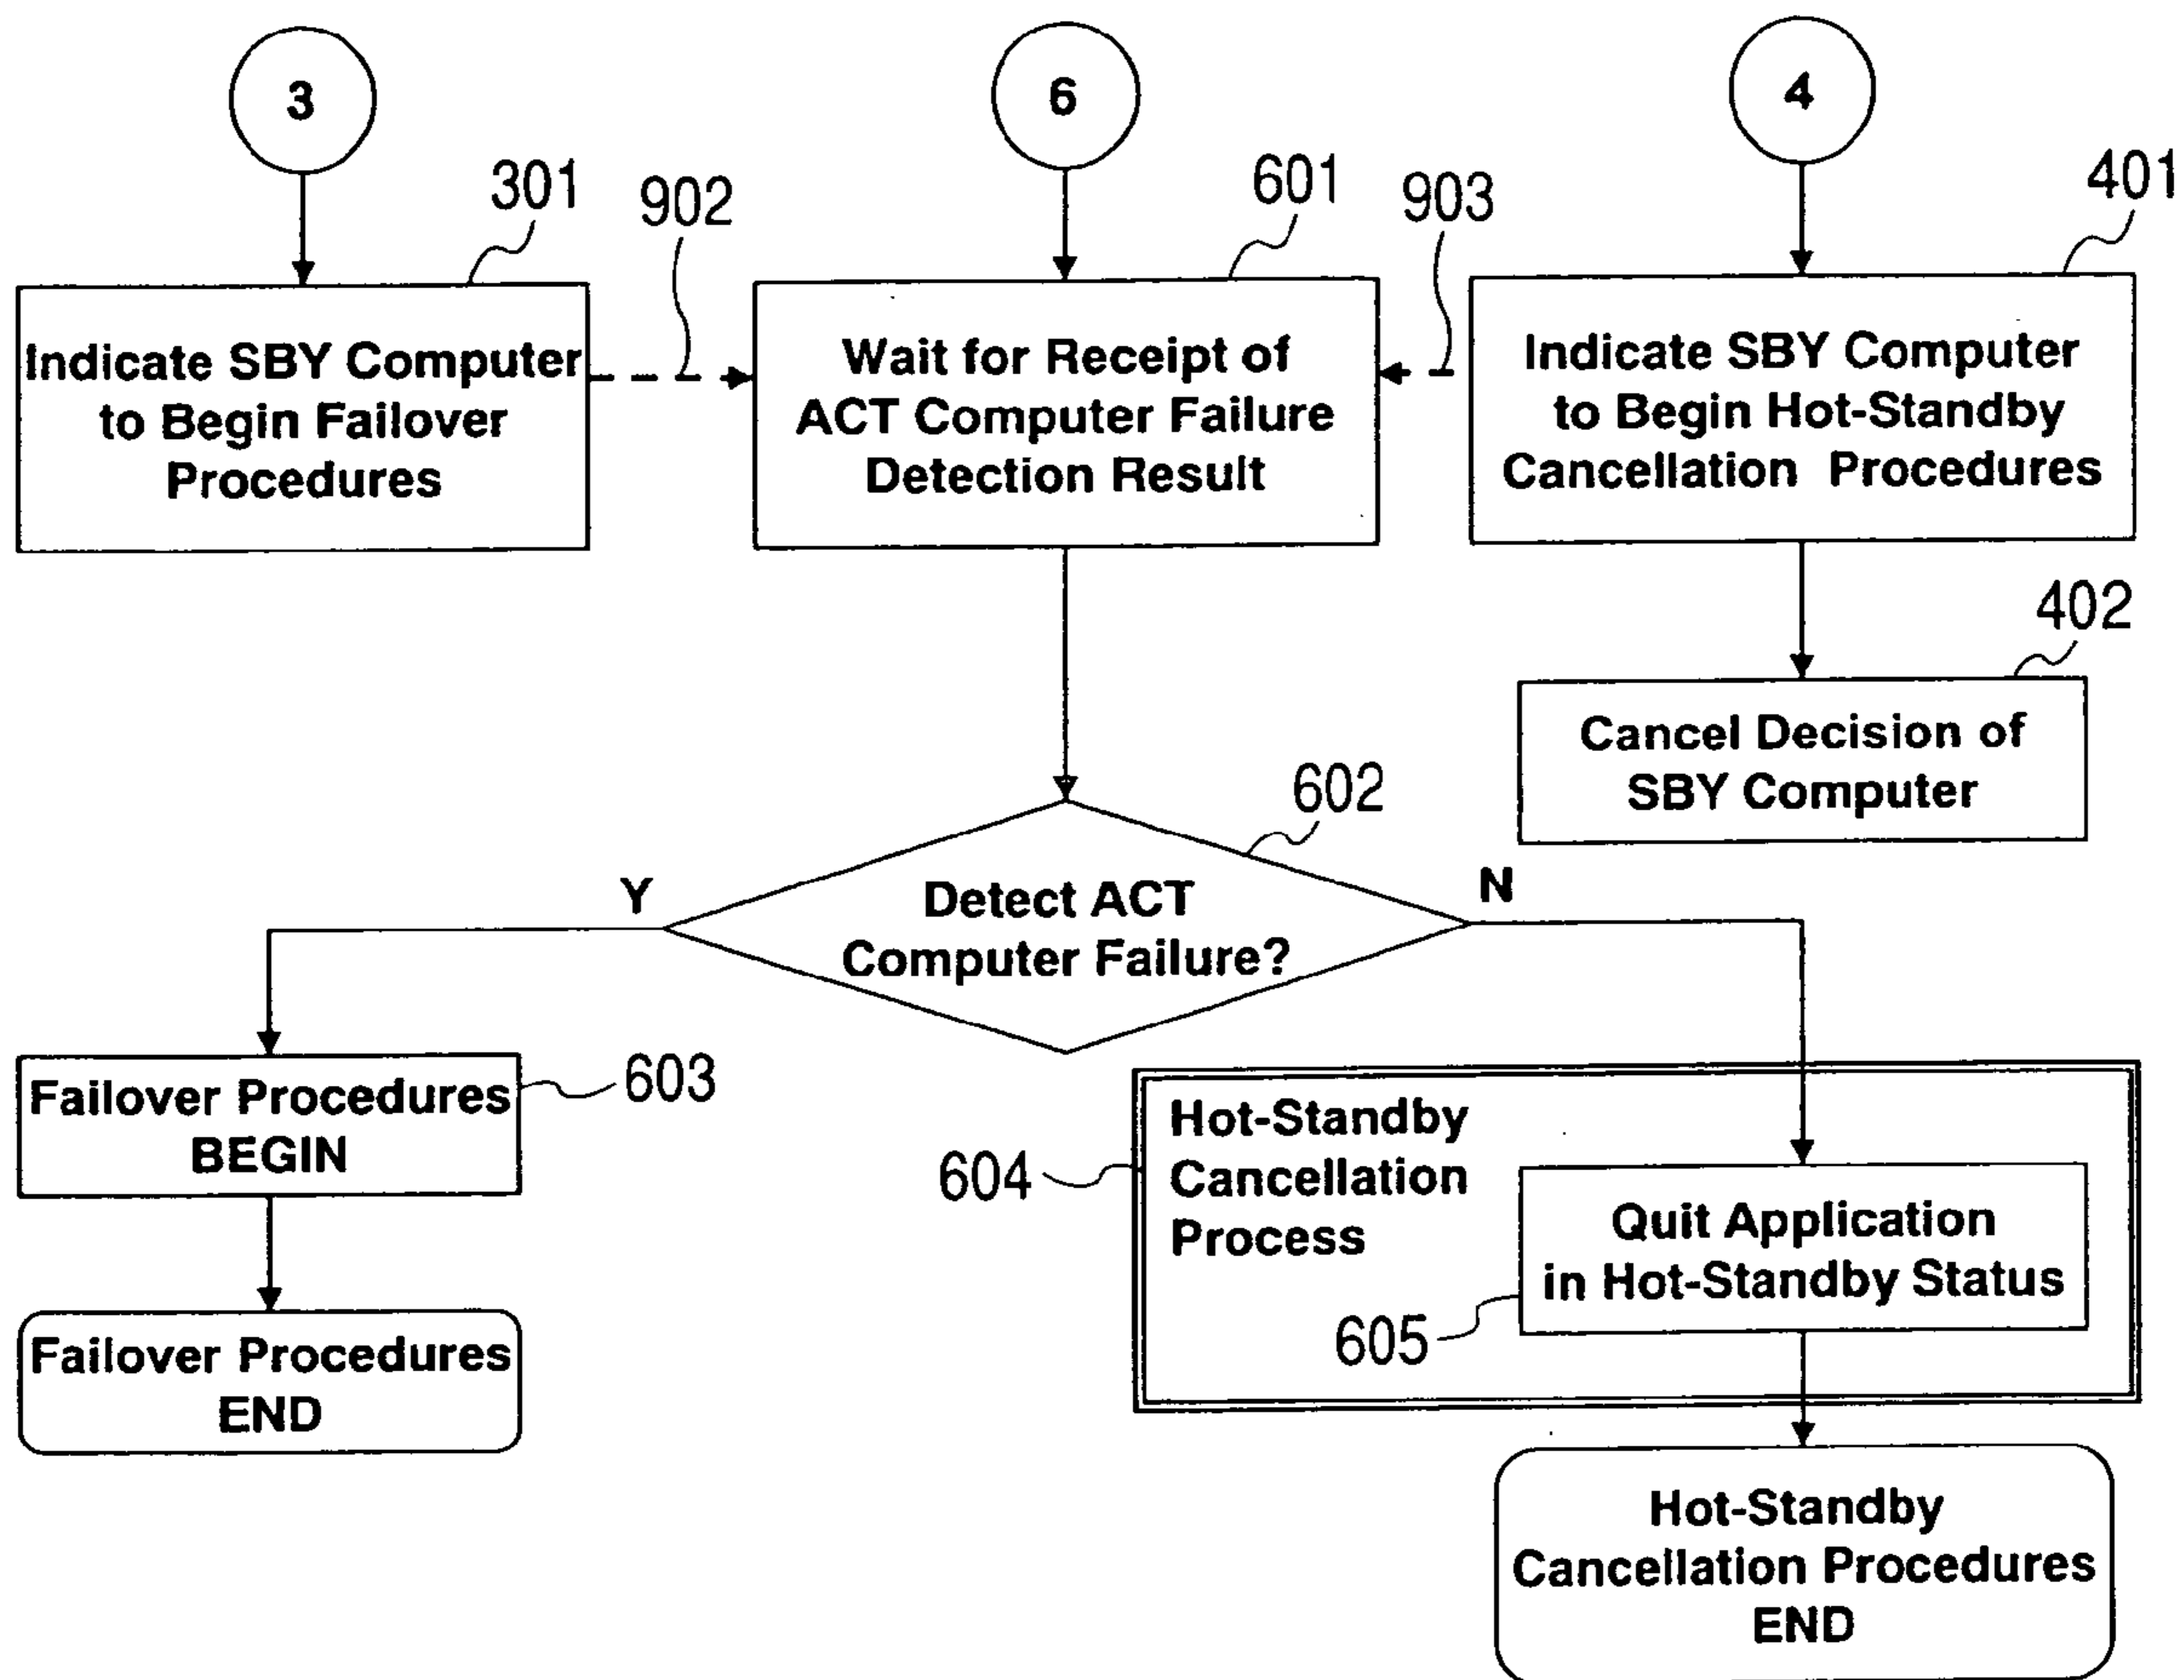 3
6
4
301
902
601
903
401
Indicate SBY Computer
to Begin Failover
Procedures
Wait for Receipt of
ACT Computer Failure
Detection Result
Indicate SBY Computer
to Begin Hot-Standby
Cancellation Procedures
402
Cancel Decision of
SBY Computer
602
Y
Detect ACT
Computer Failure?
N
Failover Procedures
BEGIN
603
604
Hot-Standby
Cancellation
Process
Quit Application
in Hot-Standby Status
605
Failover Procedures
END
Hot-Standby
Cancellation Procedures
END